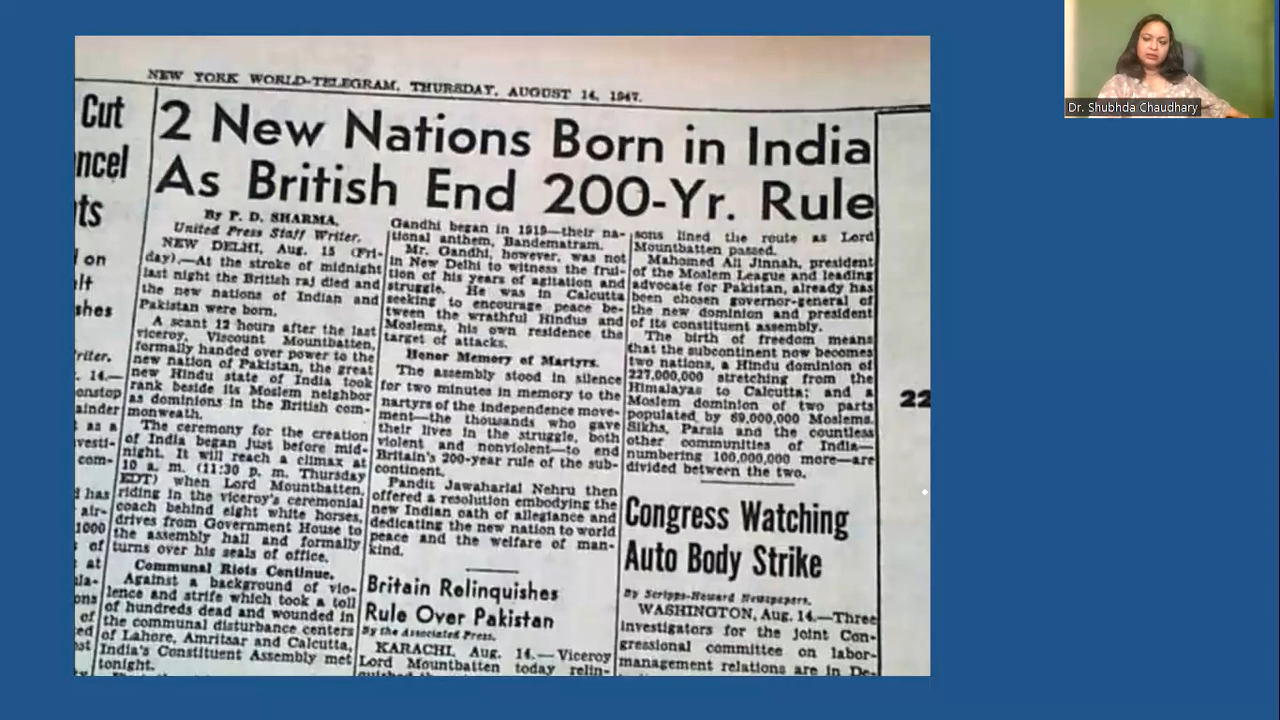 NEW YORK WORLD-TELEGRAM, THURSDAY, AUGUST 14, 1947.
Cut
ncel
ts
on
lt
shes
riter.
. 14.—
onstop
ainder
as a
vesti-
com-
has
air-
1000
of
at
ula-
ons
of
ed
2 New Nations Born in India
As British End 200-Yr. Rule
By P. D. SHARMA,
United Press Staff Writer.
NEW DELHI, Aug. 15 (Fri-
day).—At the stroke of midnight
last night the British raj died and
the new nations of Indian and
Pakistan were born.
A scant 12 hours after the last
viceroy, Viscount Mountbatten,
formally handed over power to the
new nation of Pakistan, the great
new Hindu state of India took
rank beside its Moslem neighbor
as dominions in the British com-
monweath.
The ceremony for the creation
of India began just before mid-
night. It will reach a climax at
10 a. m. (11:30 p. m. Thursday
EDT) when Lord Mountbatten,
riding in the viceroy's ceremonial
coach behind eight white horses,
drives from Government House to
the assembly hall and formally
turns over his seals of office.
Communal Riots Continue.
Against a background of vio-
lence and strife which took a toll
of hundreds dead and wounded in
the communal disturbance centers
of Lahore, Amritsar and Calcutta,
India's Constituent Assembly met
tonight.
Gandhi began in 1919—their na-
tional anthem, Bandematram.
Mr. Gandhi, however, was not
in New Delhi to witness the frui-
tion of his years of agitation and
struggle. He was in Calcutta
seeking to encourage peace be-
tween the wrathful Hindus and
Moslems, his own residence the
target of attacks.
Honor Memory of Martyrs.
The assembly stood in silence
for two minutes in memory to the
martyrs of the independence move-
ment—the thousands who gave
their lives in the struggle, both
violent and nonviolent—to end
Britain's 200-year rule of the sub-
continent.
Pandit Jawaharlal Nehru then
offered a resolution embodying the
new Indian oath of allegiance and
dedicating the new nation to world
peace and the welfare of man-
kind.
Britain Relinquishes
Rule Over Pakistan
By the Associated Press.
KARACHI, Aug. 14.—Viceroy
Lord Mountbatten today relin-
sons lined the route as Lord
Mountbatten passed.
Mahomed Ali Jinnah, president
of the Moslem League and leading
advocate for Pakistan, already has
been chosen governor-general of
the new dominion and president
of its constituent assembly.
The birth of freedom means
that the subcontinent now becomes
two nations, a Hindu dominion of
227,000,000 stretching from the
Himalayas to Calcutta; and a
Moslem dominion of two parts
populated by 69,000,000 Moslems.
Sikhs, Parsis and the countless
other communities of India—
numbering 100,000,000 more—are
divided between the two.
Congress Watching
Auto Body Strike
By Scripps-Howard Newspapers.
WASHINGTON, Aug. 14.—Three
investigators for the joint Con-
gressional committee on labor-
management relations are in De-
22
Dr. Shubhda Chaudhary